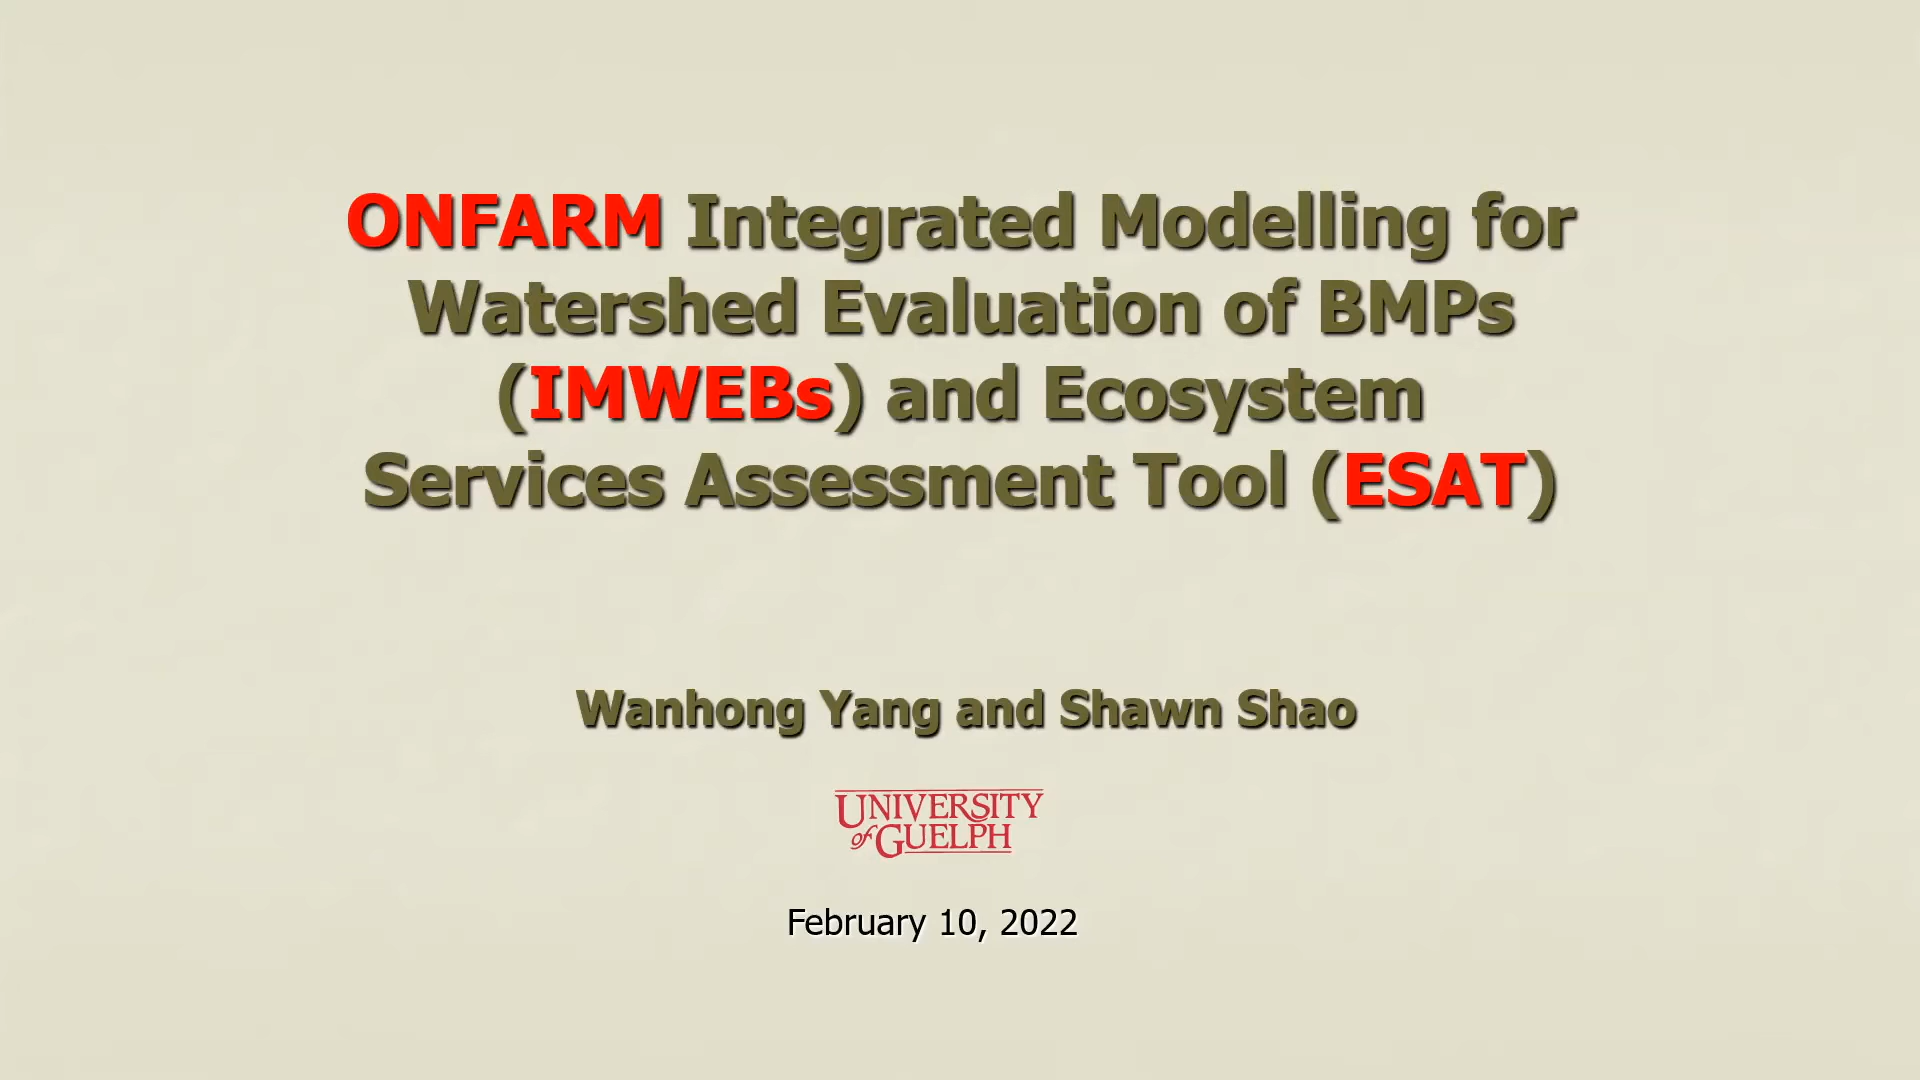 ONFARM Integrated Modelling for
Watershed Evaluation of BMPs
(IMWEBs) and Ecosystem
Services Assessment Tool (ESAT)
Wanhong Yang and Shawn Shao
UNIVERSITY
of GUELPH
February 10, 2022